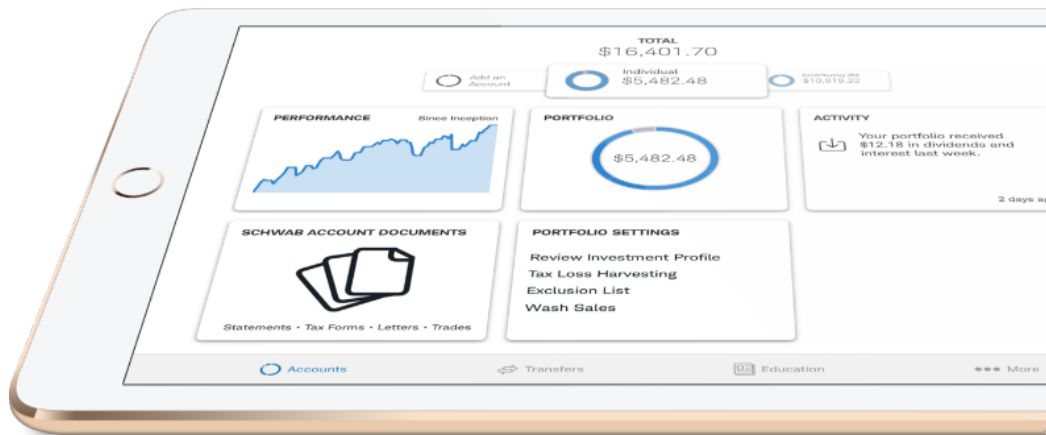 TOTAL
$16,401.70
Add an
Account
Individual
$5,482.48
IRA
$10,919.22
PERFORMANCE
Since Inception
PORTFOLIO
$5,482.48
ACTIVITY
Your portfolio received
$12.18 in dividends and
interest last week.
2 days
SCHWAB ACCOUNT DOCUMENTS
Statements • Tax Forms • Letters • Trades
PORTFOLIO SETTINGS
Review Investment Profile
Tax Loss Harvesting
Exclusion List
Wash Sales
Accounts
Transfers
Education
More